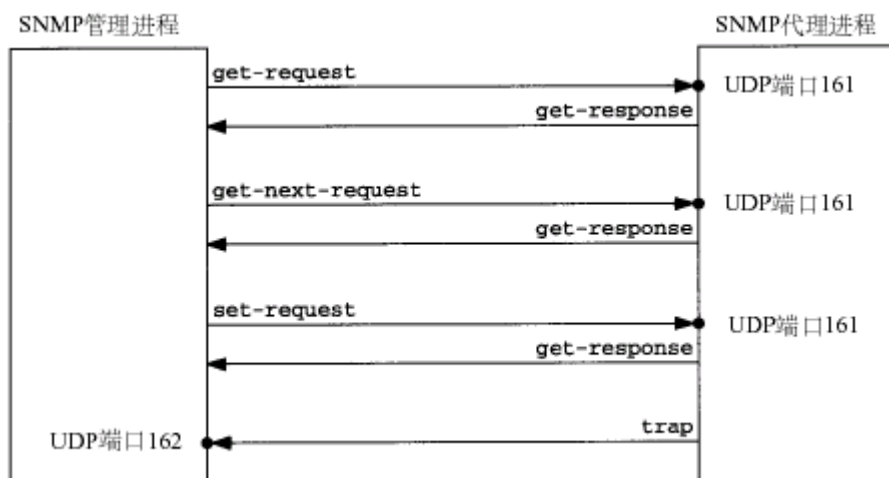 SNMP管理进程
SNMP代理进程
get-request
UDP端口161
get-response
get-next-request
UDP端口161
get-response
set-request
UDP端口161
get-response
trap
UDP端口162